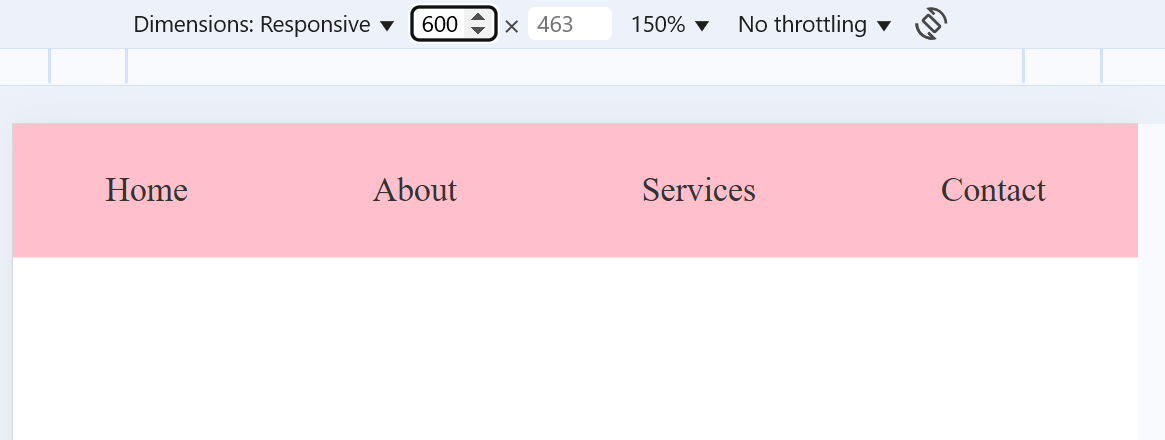 Dimensions: Responsive ▼ 600 × 463 150% ▼ No throttling ▼
Home About Services Contact